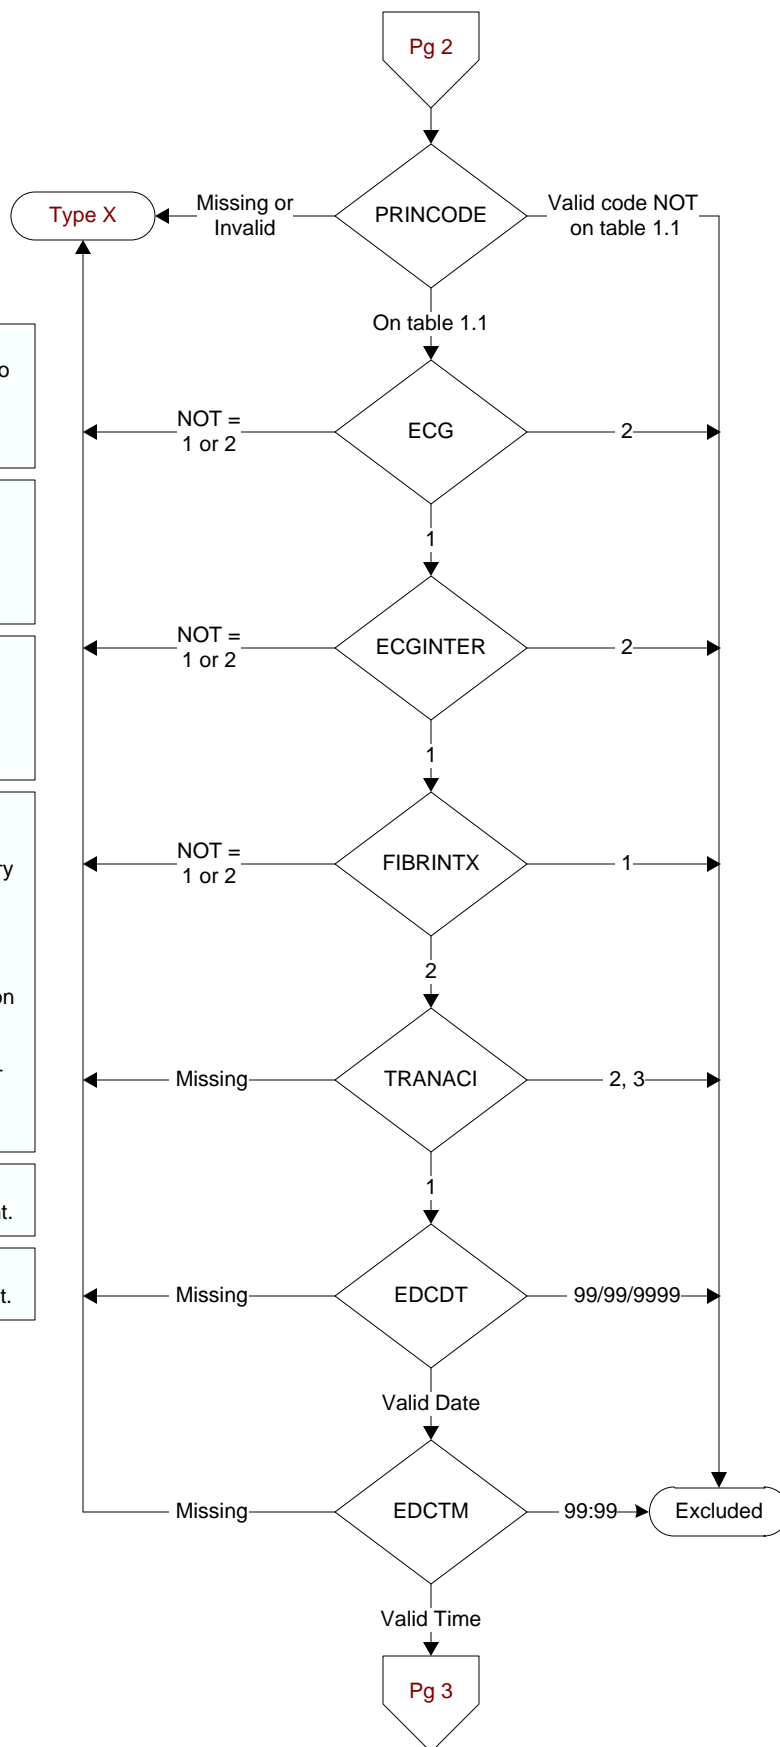 Pg 2
Type X
Missing or
Invalid
PRINCODE
Valid code NOT
on table 1.1
On table 1.1
o
NOT =
1 or 2
ECG
2
1
NOT =
1 or 2
ECGINTER
2
1
NOT =
1 or 2
FIBRINTX
1
ry
2
on
Missing
TRANACI
2, 3
1
t.
Missing
EDCDT
99/99/9999
t.
Valid Date
Missing
EDCTM
99:99
Excluded
Valid Time
Pg 3